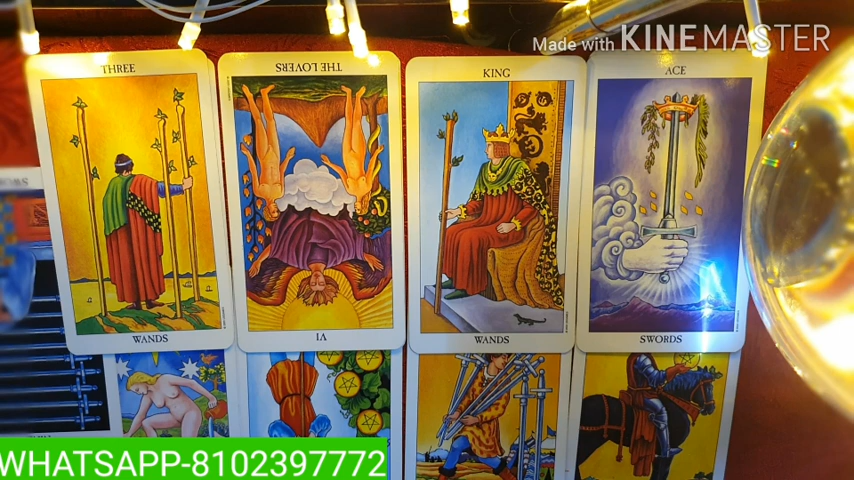 Made with KINEMASTER
THREE
THE LOVERS
KING
ACE
WANDS
VI
WANDS
SWORDS
WHATSAPP-8102397772